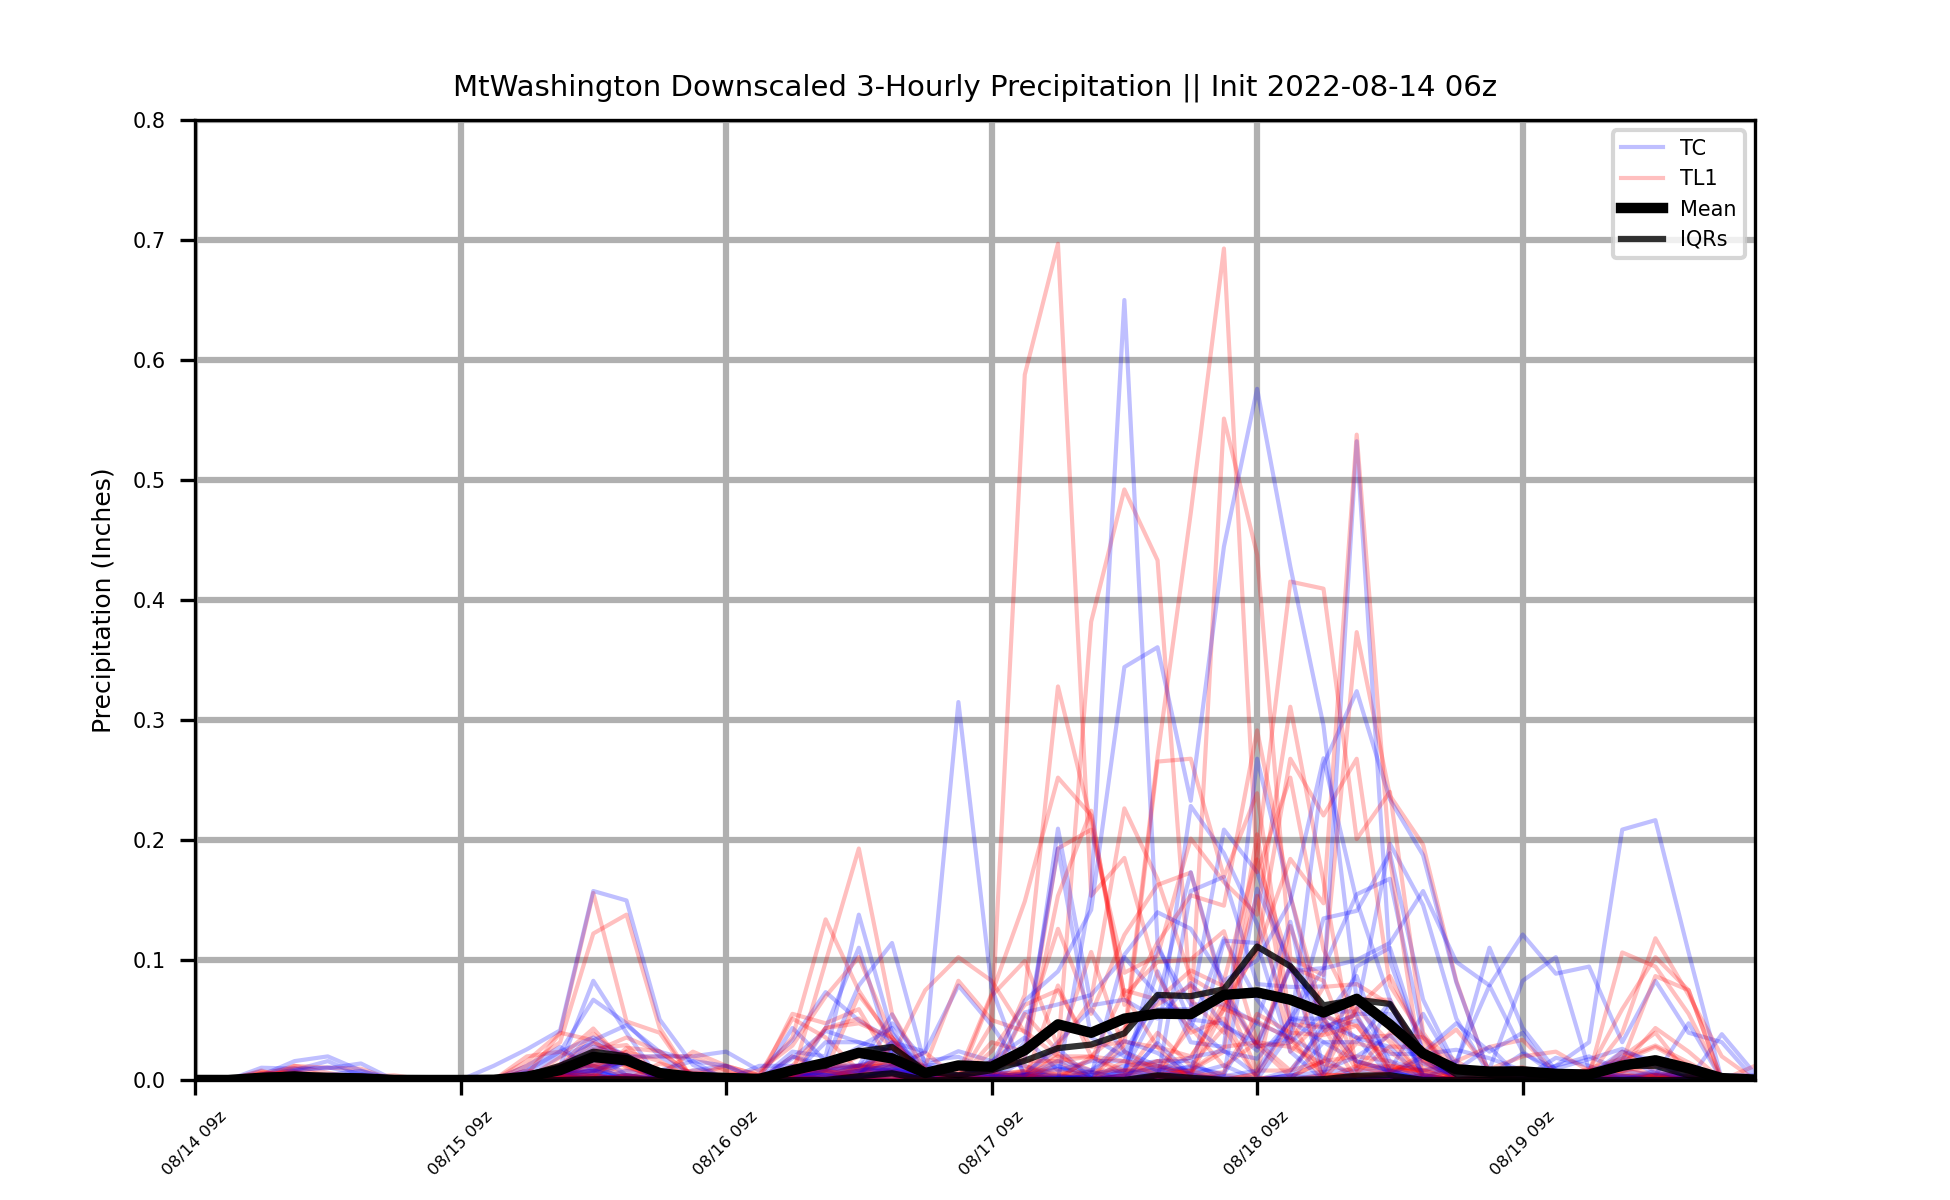 MtWashington Downscaled 3-Hourly Precipitation || Init 2022-08-14 06z
0.8
0.7
0.6
0.5
0.4
0.3
0.2
0.1
0.0
Precipitation (Inches)
TC
TL1
Mean
IQRs
08/14 09z
08/15 09z
08/16 09z
08/17 09z
08/18 09z
08/19 09z